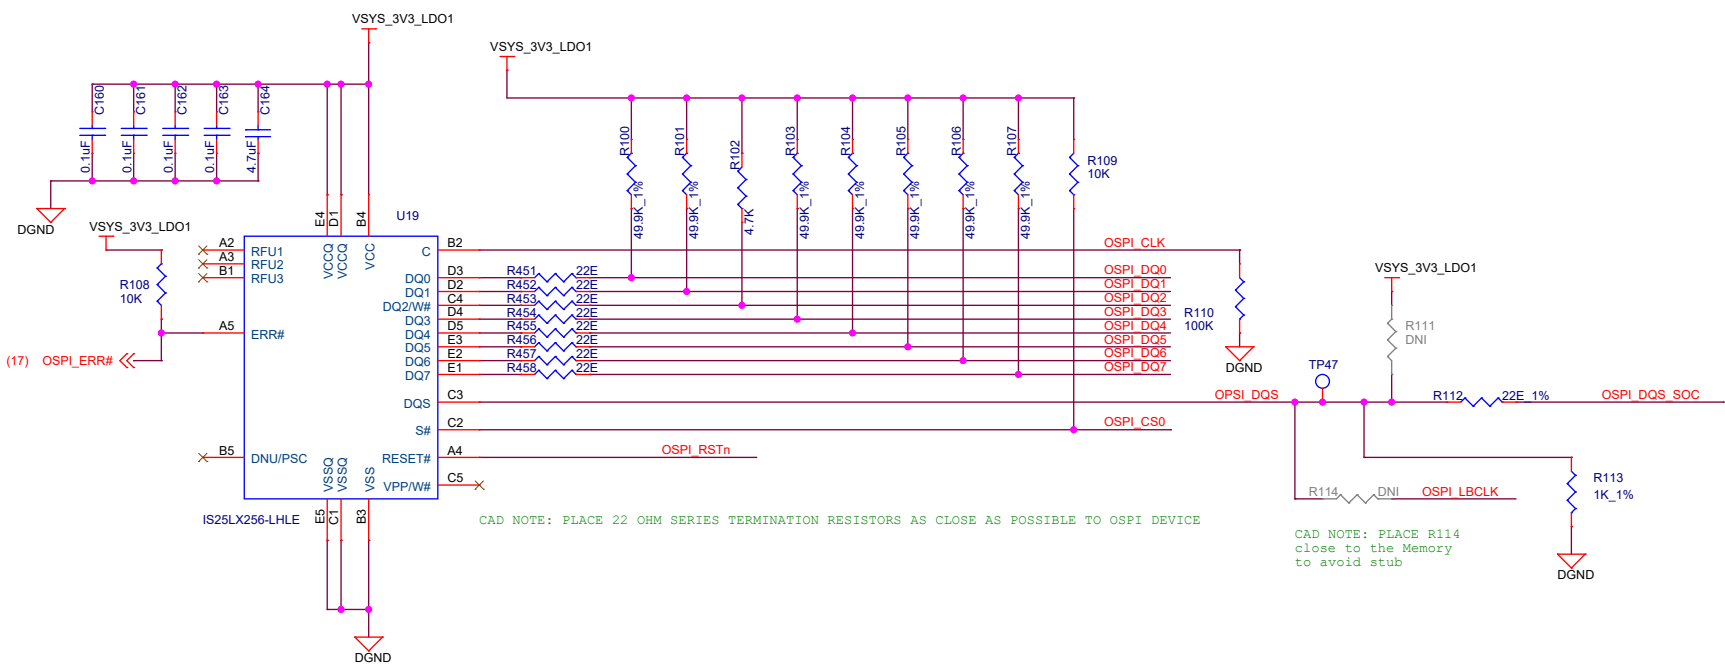 VSYS_3V3_LDO1
VSYS_3V3_LDO1
C160
C161
C162
C163
C164
0.1uF
0.1uF
0.1uF
0.1uF
4.7uF
DGND
R100
R101
R102
R103
R104
R105
R106
R107
49.9K_1%
49.9K_1%
4.7K
49.9K_1%
49.9K_1%
49.9K_1%
49.9K_1%
49.9K_1%
R109
10K
VSYS_3V3_LDO1
R108
10K
(17) OSPI_ERR#
U19
E4
D1
B4
VCCQ
VCCQ
VCC
A2 RFU1
A3 RFU2
B1 RFU3
A5 ERR#
B5 DNU/PSC
C B2 OSPI_CLK
DQ0 D3 R451 22E OSPI_DQ0
DQ1 D2 R452 22E OSPI_DQ1
DQ2/W# C4 R453 22E OSPI_DQ2
DQ3 D4 R454 22E OSPI_DQ3
DQ4 D5 R455 22E OSPI_DQ4
DQ5 E3 R456 22E OSPI_DQ5
DQ6 E2 R457 22E OSPI_DQ6
DQ7 E1 R458 22E OSPI_DQ7
DQS C3 OPSI_DQS
S# C2 OSPI_CS0
RESET# A4 OSPI_RSTn
VPP/W# C5
VSSQ
VSSQ
VSS
E5
C1
B3
IS25LX256-LHLE
DGND
R110
100K
DGND
VSYS_3V3_LDO1
R111
DNI
TP47
R112 22E_1% OSPI_DQS_SOC
R114 DNI OSPI_LBCLK
R113
1K_1%
DGND
CAD NOTE: PLACE 22 OHM SERIES TERMINATION RESISTORS AS CLOSE AS POSSIBLE TO OSPI DEVICE
CAD NOTE: PLACE R114
close to the Memory
to avoid stub